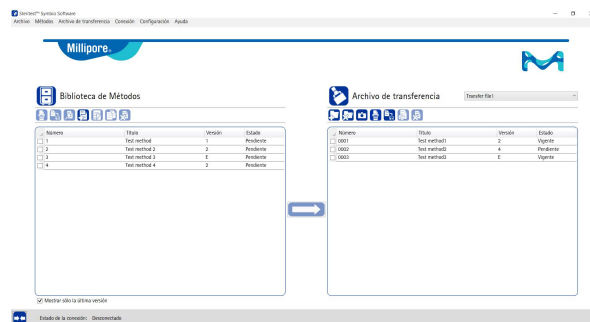 Steritest™ Symbio Software
Archivo Métodos Archivo de transferencia Conexión Configuración Ayuda
Millipore®
Biblioteca de Métodos
Archivo de transferencia Transfer File1
Número Título Versión Estado
1 Test method 1 Pendiente
2 Test method 2 2 Pendiente
3 Test method 3 E Pendiente
4 Test method 4 2 Pendiente
Número Título Versión Estado
0001 Test method1 2 Vigente
0002 Test method2 4 Pendiente
0003 Test method3 E Vigente
Mostrar sólo la última versión
Estado de la conexión: Desconectado